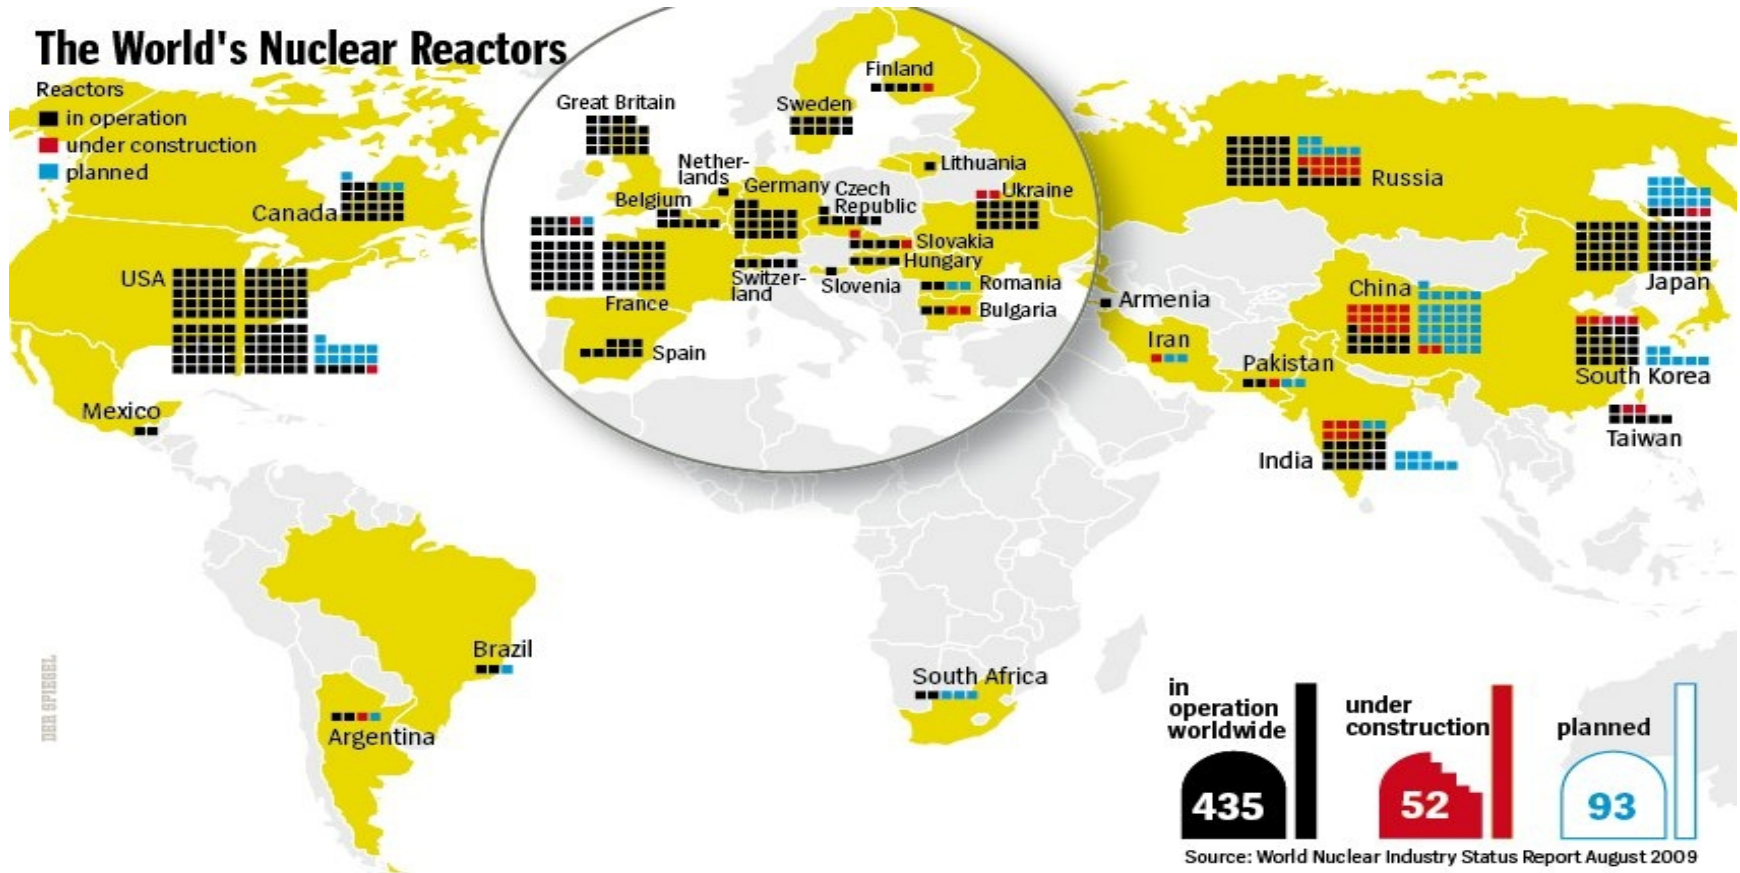 The World's Nuclear Reactors
Reactors
in operation
under construction
planned
Canada
USA
Mexico
Great Britain
Nether-
lands
Belgium
Germany
Czech
Republic
Sweden
Finland
Lithuania
Ukraine
Slovakia
Hungary
Romania
Bulgaria
Slovenia
Switzer-
land
France
Spain
Russia
Armenia
Iran
Pakistan
China
Japan
South Korea
Taiwan
India
Brazil
Argentina
South Africa
DER SPIEGEL
in
operation
worldwide
435
under
construction
52
planned
93
Source: World Nuclear Industry Status Report August 2009